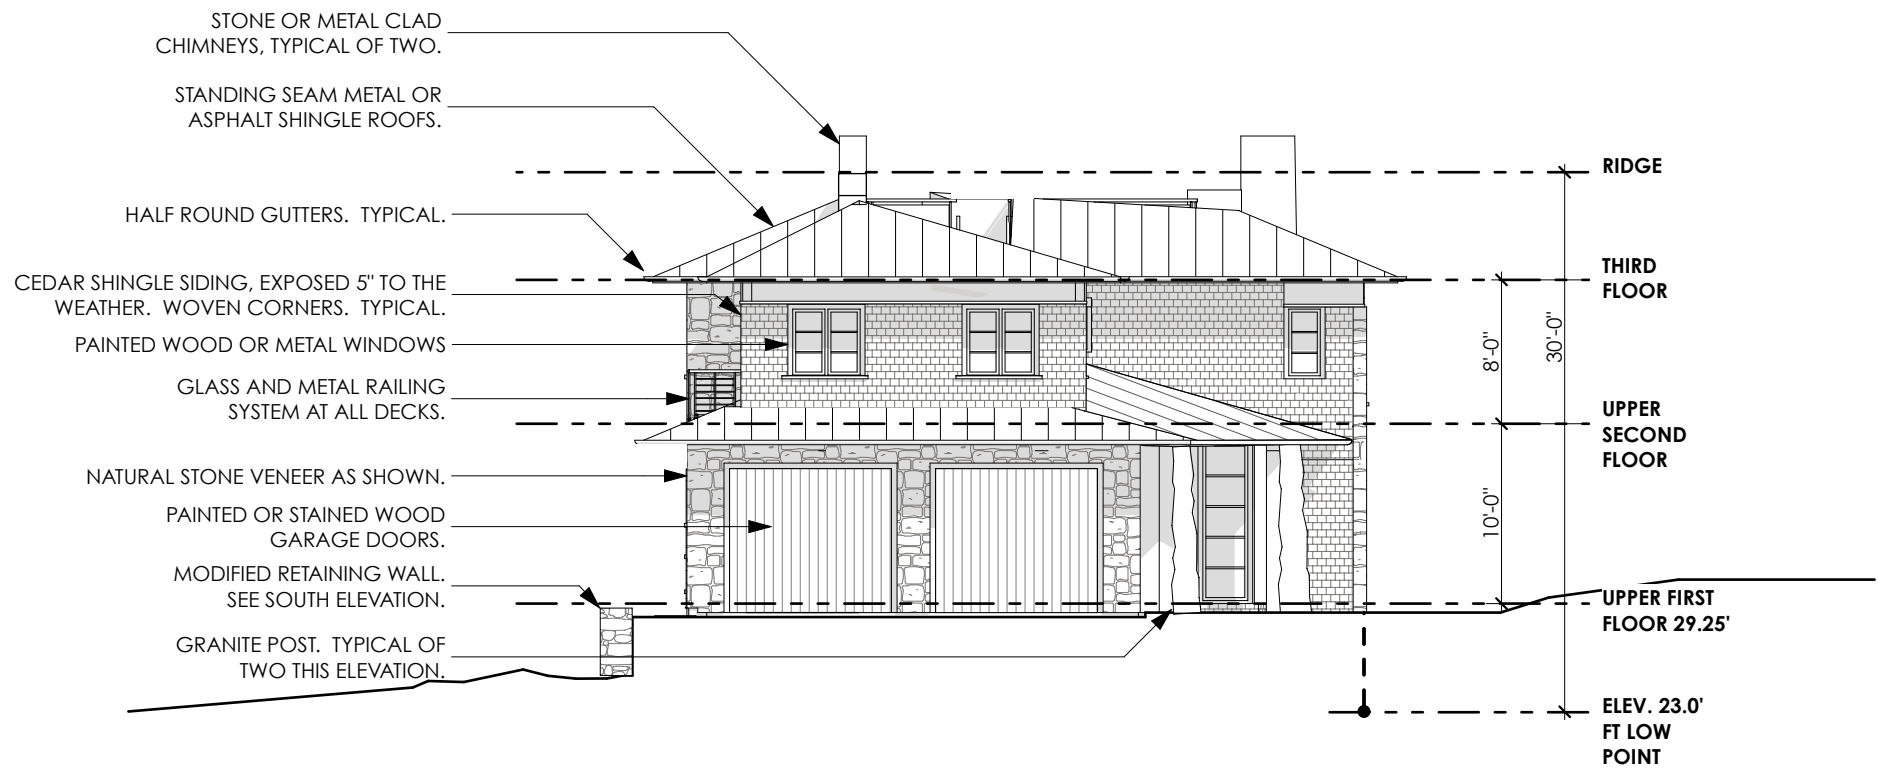 STONE OR METAL CLAD
CHIMNEYS, TYPICAL OF TWO.
STANDING SEAM METAL OR
ASPHALT SHINGLE ROOFS.
HALF ROUND GUTTERS.  TYPICAL.
CEDAR SHINGLE SIDING, EXPOSED 5" TO THE
WEATHER.  WOVEN CORNERS.  TYPICAL.
PAINTED WOOD OR METAL WINDOWS
GLASS AND METAL RAILING
SYSTEM AT ALL DECKS.
NATURAL STONE VENEER AS SHOWN.
PAINTED OR STAINED WOOD
GARAGE DOORS.
MODIFIED RETAINING WALL.
SEE SOUTH ELEVATION.
GRANITE POST.  TYPICAL OF
TWO THIS ELEVATION.
RIDGE
THIRD
FLOOR
8'-0"
30'-0"
UPPER
SECOND
FLOOR
10'-0"
UPPER FIRST
FLOOR 29.25'
ELEV. 23.0'
FT LOW
POINT